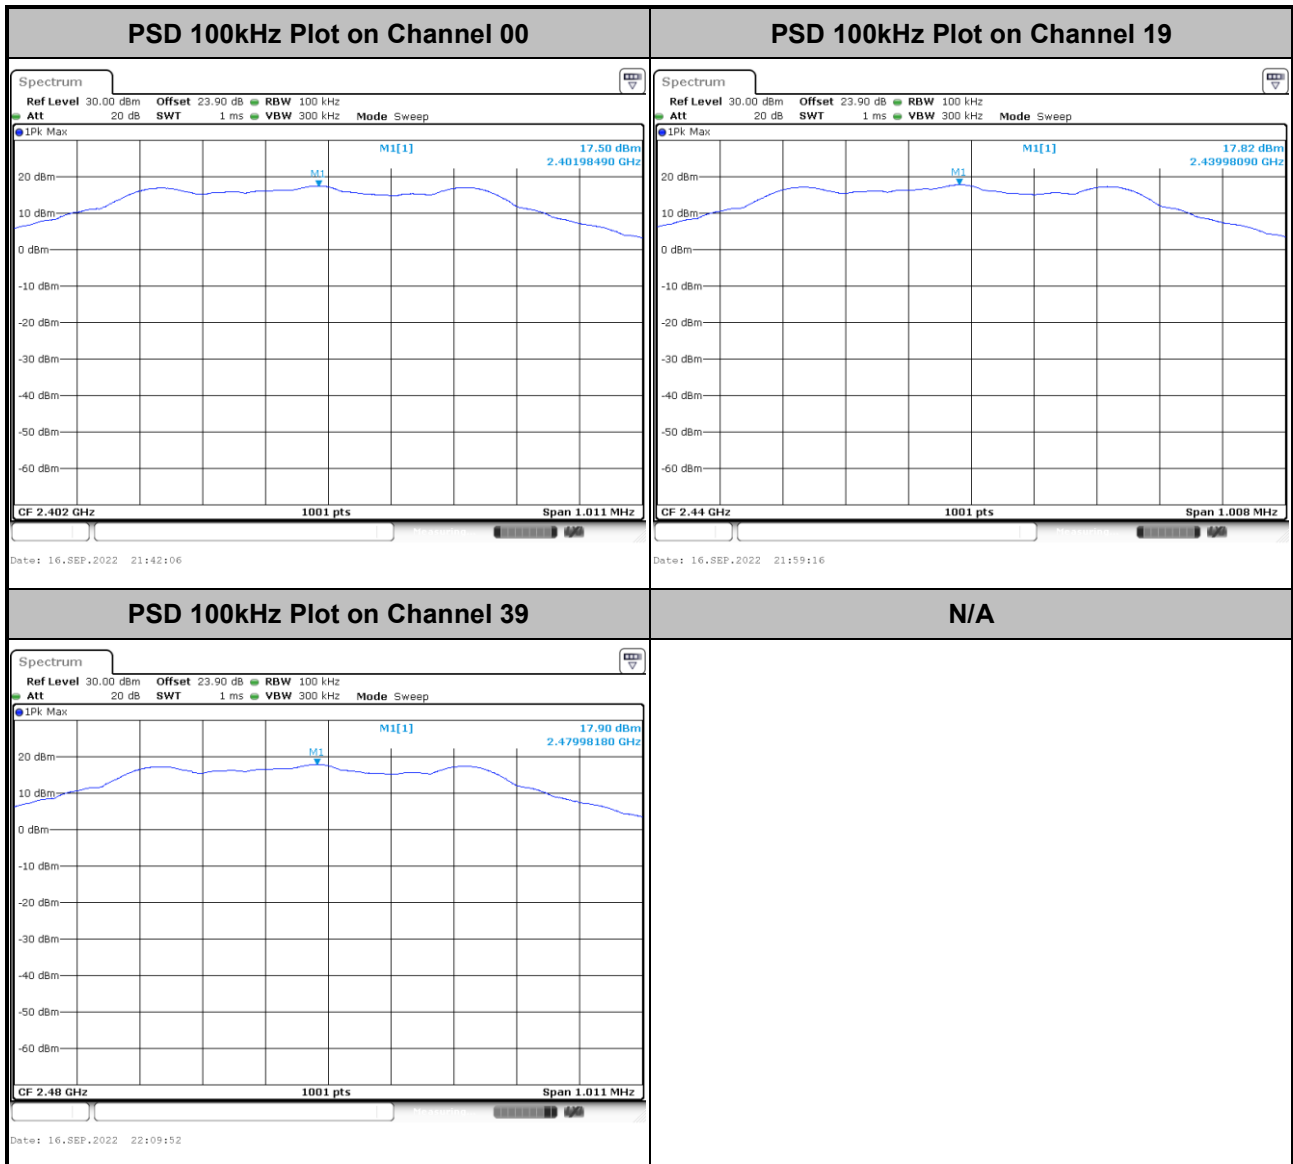 PSD 100kHz Plot on Channel 00
Spectrum
Ref Level 30.00 dBm Offset 23.90 dB RBW 100 kHz
Att 20 dB SWT 1 ms VBW 300 kHz Mode Sweep
1Pk Max
M1[1] 17.50 dBm
2.40198490 GHz
M1
20 dBm
10 dBm
0 dBm
-10 dBm
-20 dBm
-30 dBm
-40 dBm
-50 dBm
-60 dBm
CF 2.402 GHz 1001 pts Span 1.011 MHz
Measuring...
Date: 16.SEP.2022 21:42:06
PSD 100kHz Plot on Channel 19
Spectrum
Ref Level 30.00 dBm Offset 23.90 dB RBW 100 kHz
Att 20 dB SWT 1 ms VBW 300 kHz Mode Sweep
1Pk Max
M1[1] 17.82 dBm
2.43998090 GHz
M1
20 dBm
10 dBm
0 dBm
-10 dBm
-20 dBm
-30 dBm
-40 dBm
-50 dBm
-60 dBm
CF 2.44 GHz 1001 pts Span 1.008 MHz
Measuring...
Date: 16.SEP.2022 21:59:16
PSD 100kHz Plot on Channel 39
Spectrum
Ref Level 30.00 dBm Offset 23.90 dB RBW 100 kHz
Att 20 dB SWT 1 ms VBW 300 kHz Mode Sweep
1Pk Max
M1[1] 17.90 dBm
2.47998180 GHz
M1
20 dBm
10 dBm
0 dBm
-10 dBm
-20 dBm
-30 dBm
-40 dBm
-50 dBm
-60 dBm
CF 2.48 GHz 1001 pts Span 1.011 MHz
Measuring...
Date: 16.SEP.2022 22:09:52
N/A